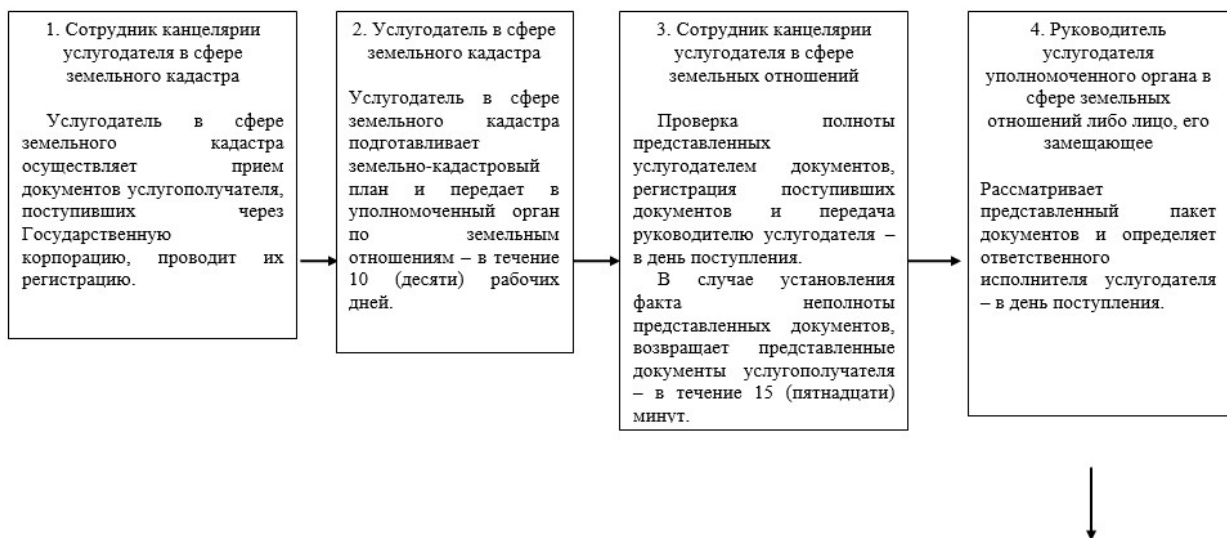 1. Сотрудник канцелярии
услугодателя в сфере
земельного кадастра
Услугодатель в сфере
земельного кадастра
осуществляет прием
документов услугополучателя,
поступивших через
Государственную
корпорацию, проводит их
регистрацию.
2. Услугодатель в сфере
земельного кадастра
Услугодатель в сфере
земельного кадастра
подготавливает
земельно-кадастровый
план и передает в
уполномоченный орган
по земельным
отношениям – в течение
10 (десяти) рабочих
дней.
3. Сотрудник канцелярии
услугодателя в сфере
земельных отношений
Проверка полноты
представленных
услугодателем документов,
регистрация поступивших
документов и передача
руководителю услугодателя –
в день поступления.
В случае установления
факта неполноты
представленных документов,
возвращает представленные
документы услугополучателя
– в течение 15 (пятнадцати)
минут.
4. Руководитель
услугодателя
уполномоченного органа в
сфере земельных
отношений либо лицо, его
замещающее
Рассматривает
представленный пакет
документов и определяет
ответственного
исполнителя услугодателя
– в день поступления.